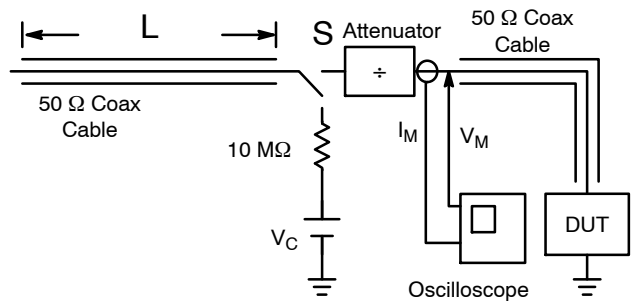 L
S
Attenuator
÷
50 Ω Coax
Cable
50 Ω Coax
Cable
I_M
V_M
10 MΩ
V_C
DUT
Oscilloscope